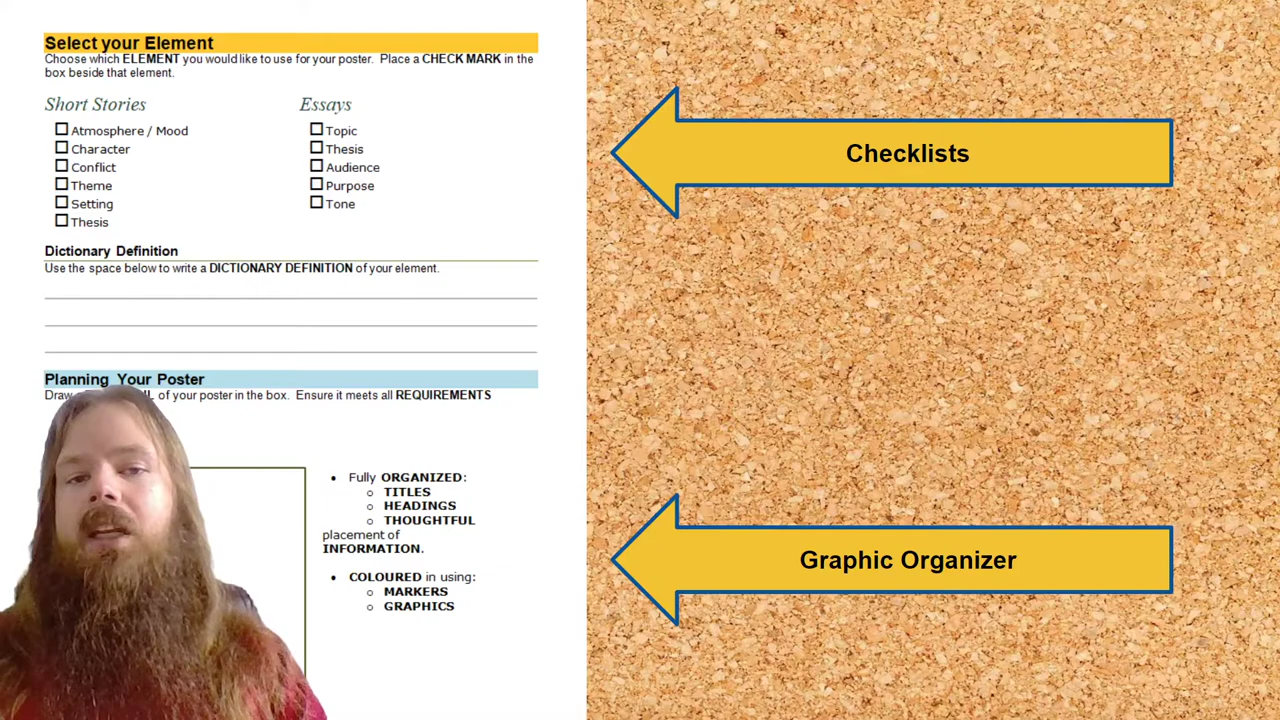 Select your Element
Choose which ELEMENT you would like to use for your poster. Place a CHECK MARK in the
box beside that element.
Short Stories
Atmosphere / Mood
Character
Conflict
Theme
Setting
Thesis
Essays
Topic
Thesis
Audience
Purpose
Tone
Dictionary Definition
Use the space below to write a DICTIONARY DEFINITION of your element.
Planning Your Poster
Draw of your poster in the box. Ensure it meets all REQUIREMENTS
Fully ORGANIZED:
TITLES
HEADINGS
THOUGHTFUL
placement of
INFORMATION.
COLOURED in using:
MARKERS
GRAPHICS
Checklists
Graphic Organizer